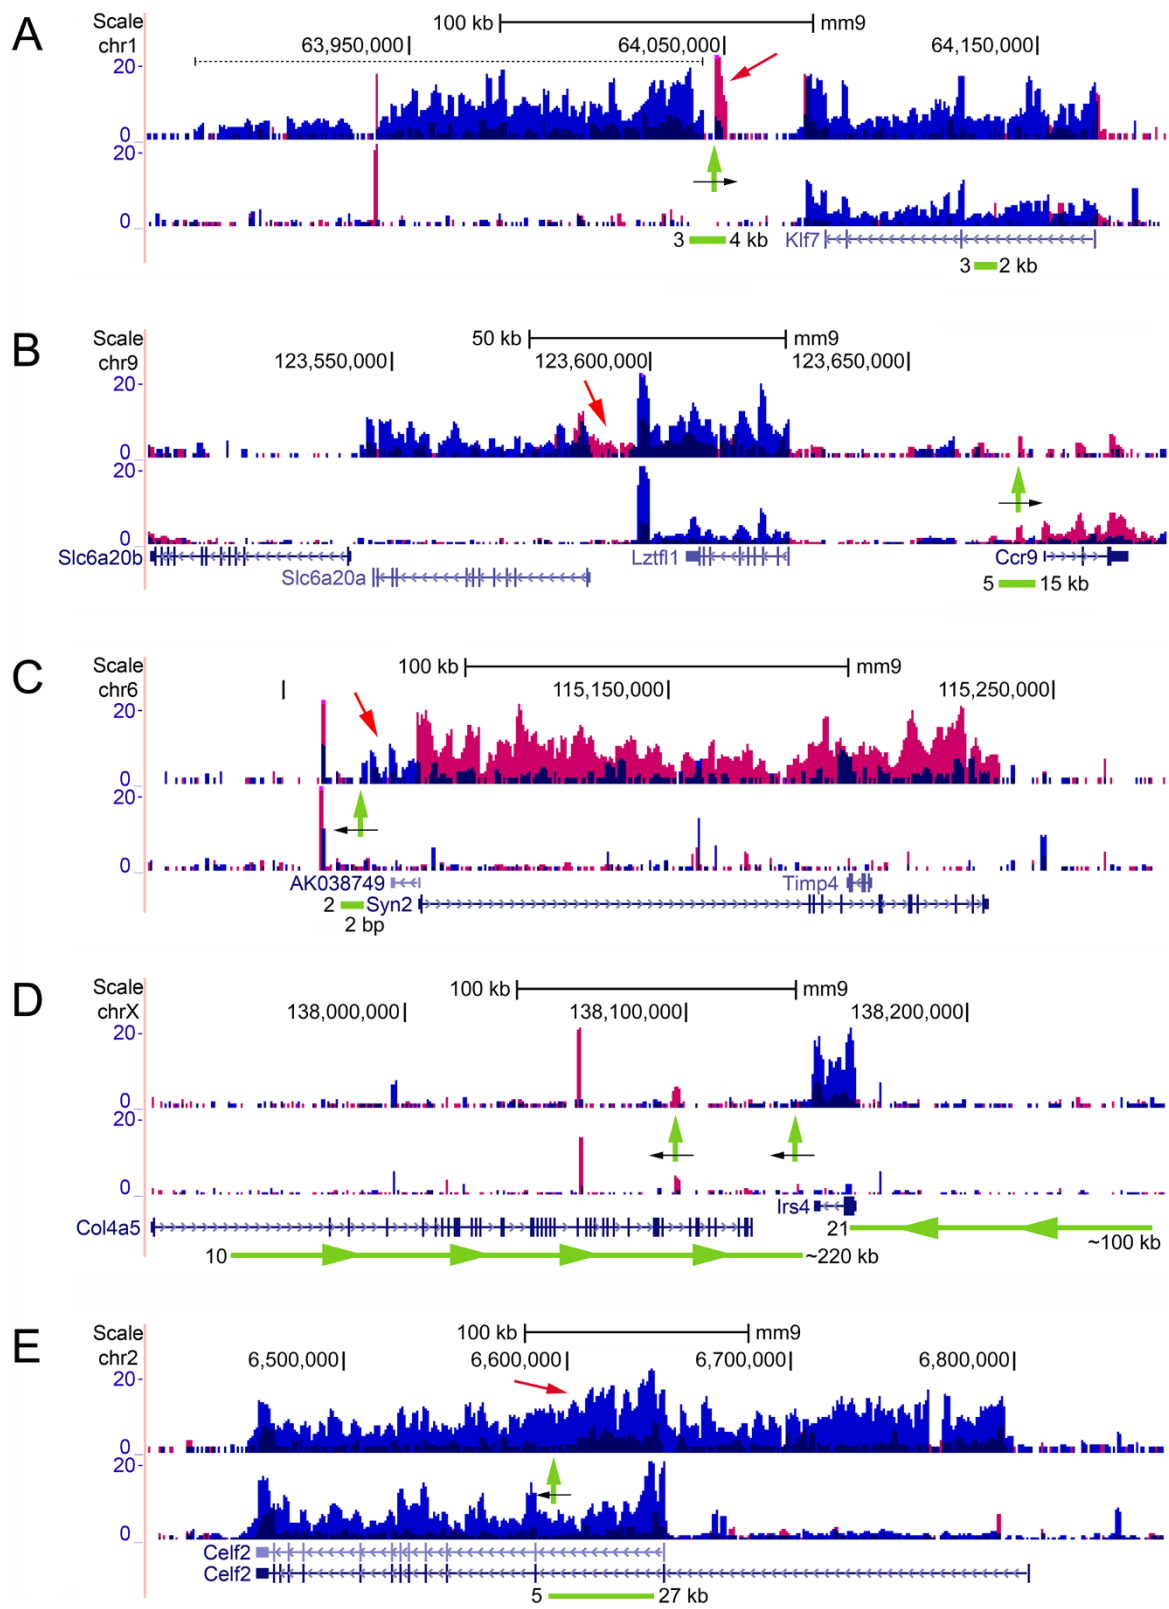 A
Scale 100 kb mm9
chr1 63,950,000 64,050,000 64,150,000
20-
0
20
0
3 4 kb Klf7
3 2 kb
B
Scale 50 kb mm9
chr9 123,550,000 123,600,000 123,650,000
20-
0
20
0
Slc6a20b Lztfl1 Ccr9
Slc6a20a 5 15 kb
C
Scale 100 kb mm9
chr6 115,150,000 115,250,000
20-
0
20-
0
AK038749 Timp4
2 Syn2
2 bp
D
Scale 100 kb mm9
chrX 138,000,000 138,100,000 138,200,000
20-
0
20-
0
Irs4
Col4a5 21 ~100 kb
10 ~220 kb
E
Scale 100 kb mm9
chr2 6,500,000 6,600,000 6,700,000 6,800,000
20-
0
20-
0
Celf2
Celf2
5 27 kb